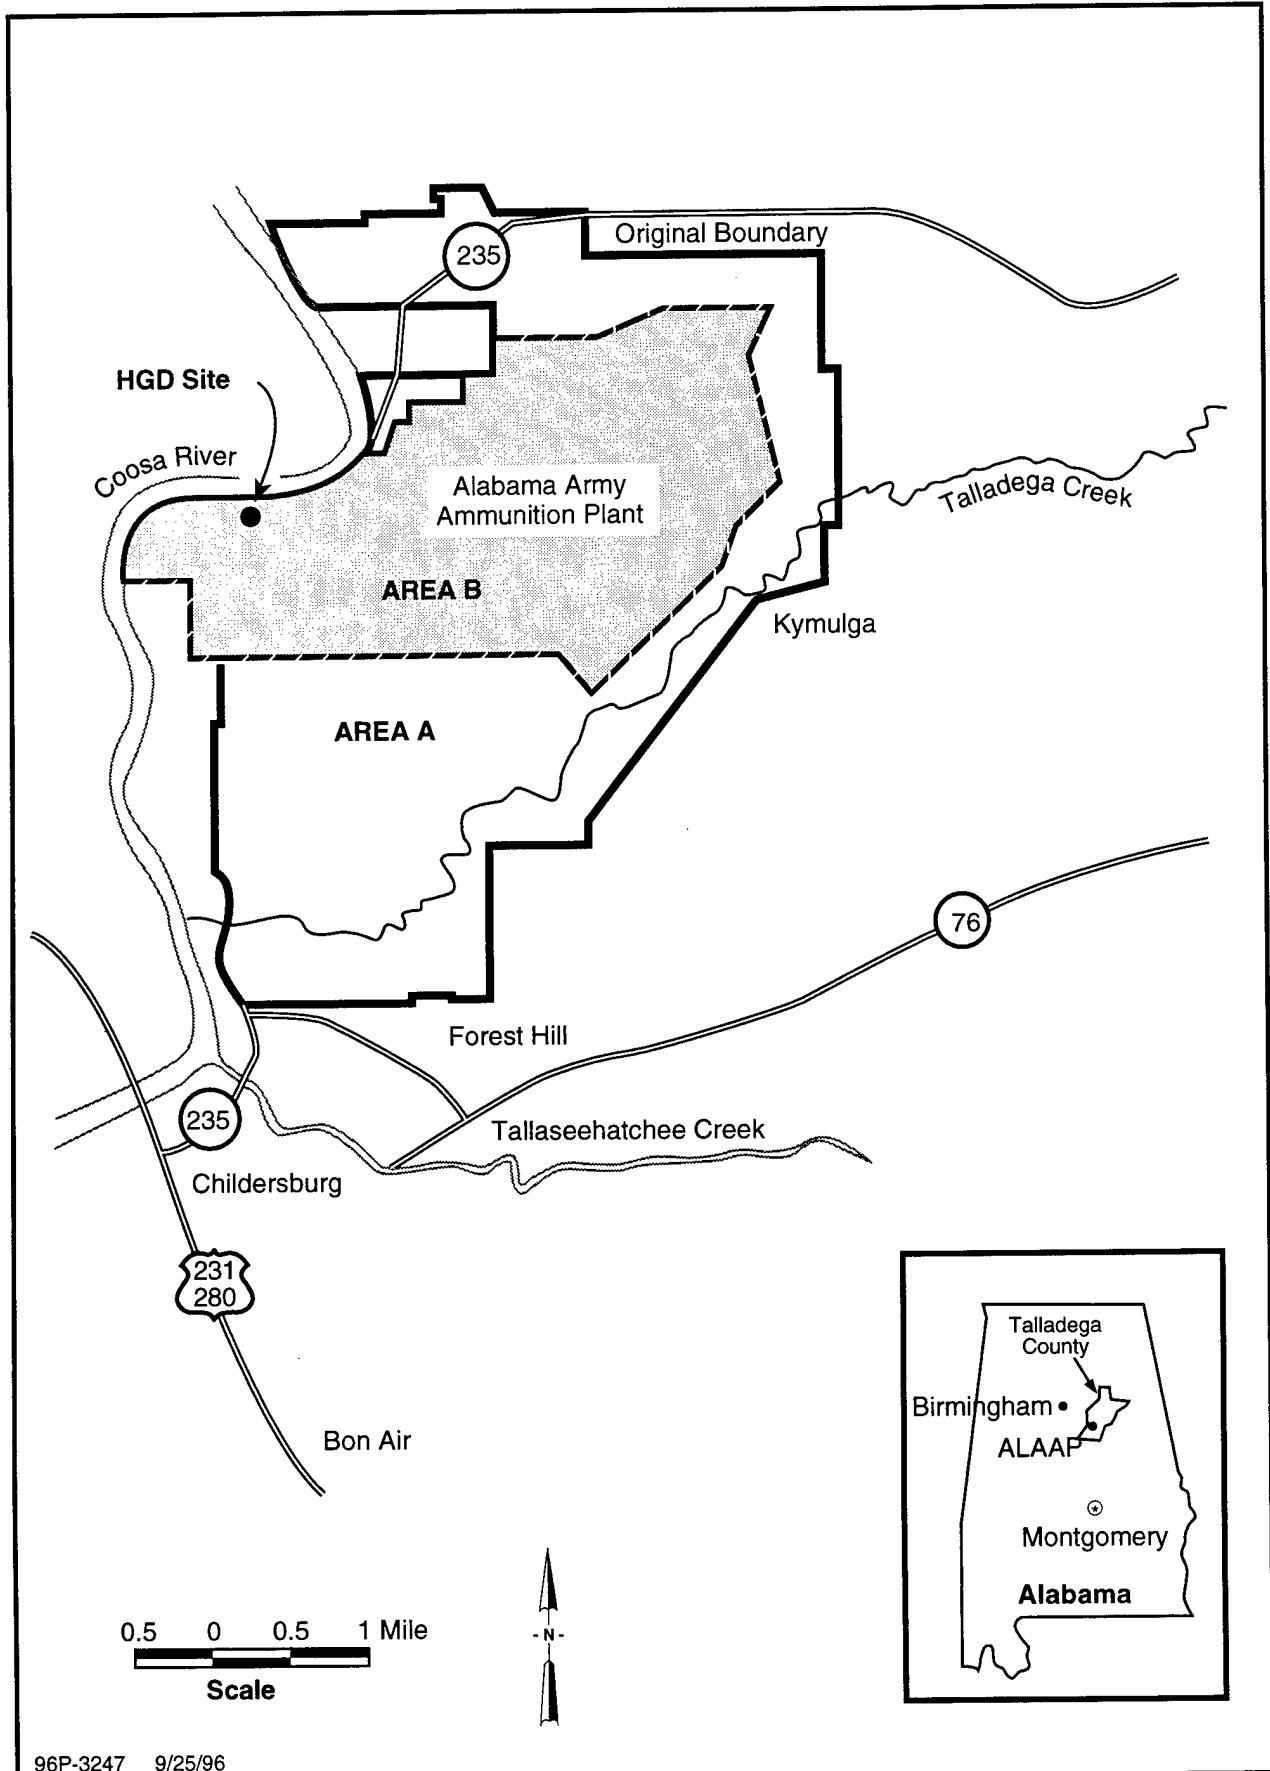 235
Original Boundary
HGD Site
Coosa River
Alabama Army
Ammunition Plant
Talladega Creek
AREA B
Kymulga
AREA A
76
Forest Hill
235
Tallaseehatchee Creek
Childersburg
231
280
Talladega
County
Birmingham
ALAAP
Bon Air
Montgomery
Alabama
0.5 0 0.5 1 Mile
Scale
- N -
96P-3247 9/25/96